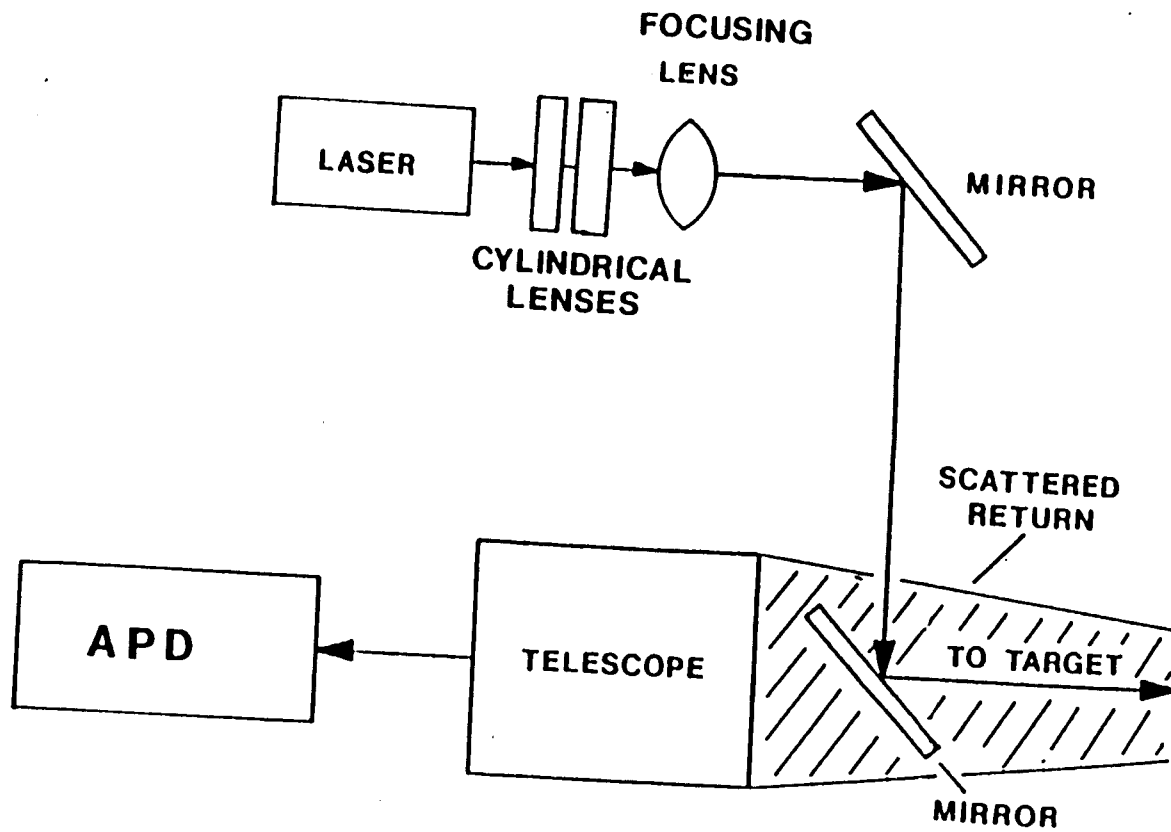 FOCUSING
LENS
LASER
MIRROR
CYLINDRICAL
LENSES
SCATTERED
RETURN
APD
TELESCOPE
TO TARGET
MIRROR